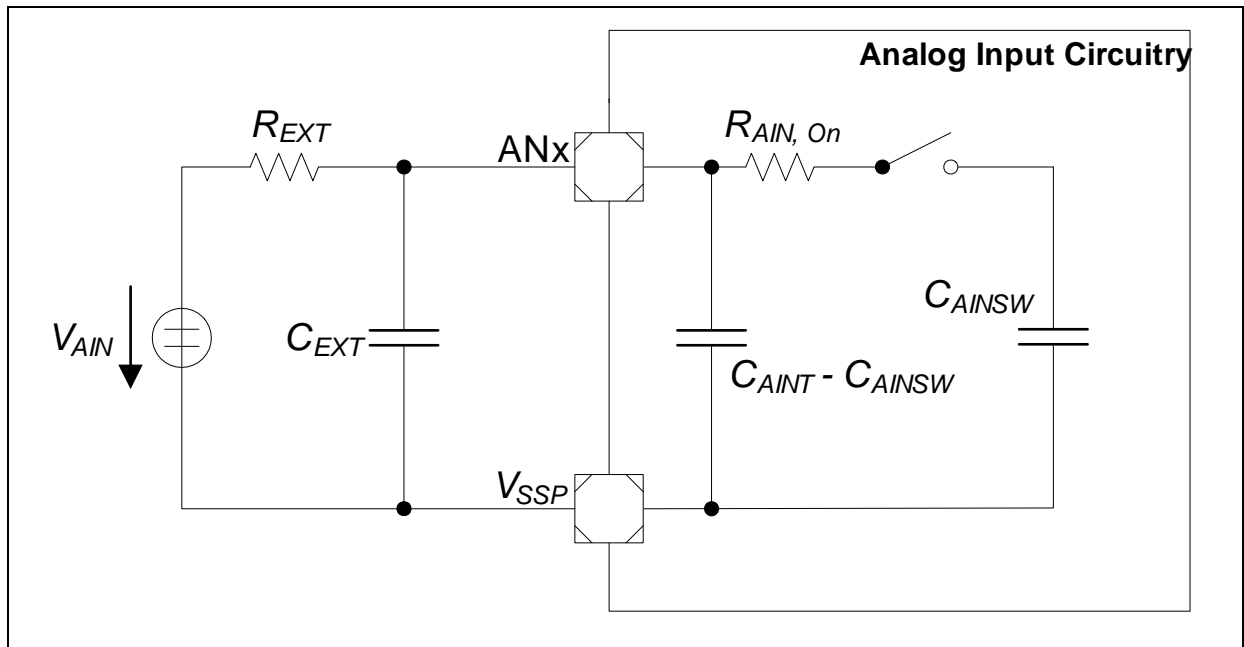 Analog Input Circuitry
R_EXT
ANx
R_AIN, On
V_AIN
C_EXT
C_AINT - C_AINSW
C_AINSW
V_SSP